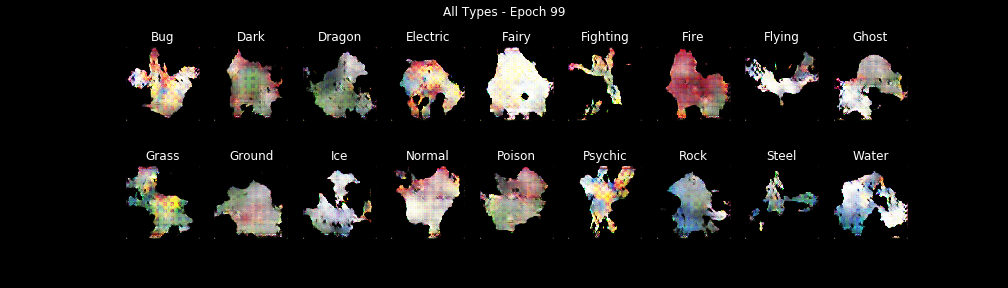 All Types - Epoch 99
Bug Dark Dragon Electric Fairy Fighting Fire Flying Ghost
Grass Ground Ice Normal Poison Psychic Rock Steel Water